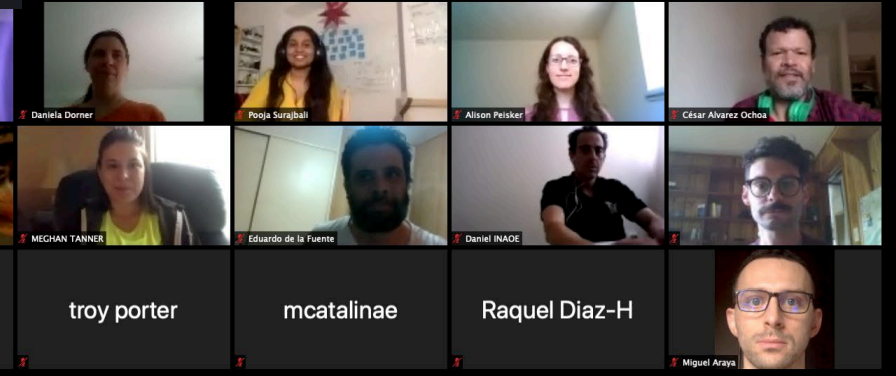 Daniela Dorner
Pooja Surajbali
Alison Peisker
César Alvarez Ochoa
MEGHAN TANNER
Eduardo de la Fuente
Daniel INAOE
troy porter
mcatalinae
Raquel Diaz-H
Miguel Araya